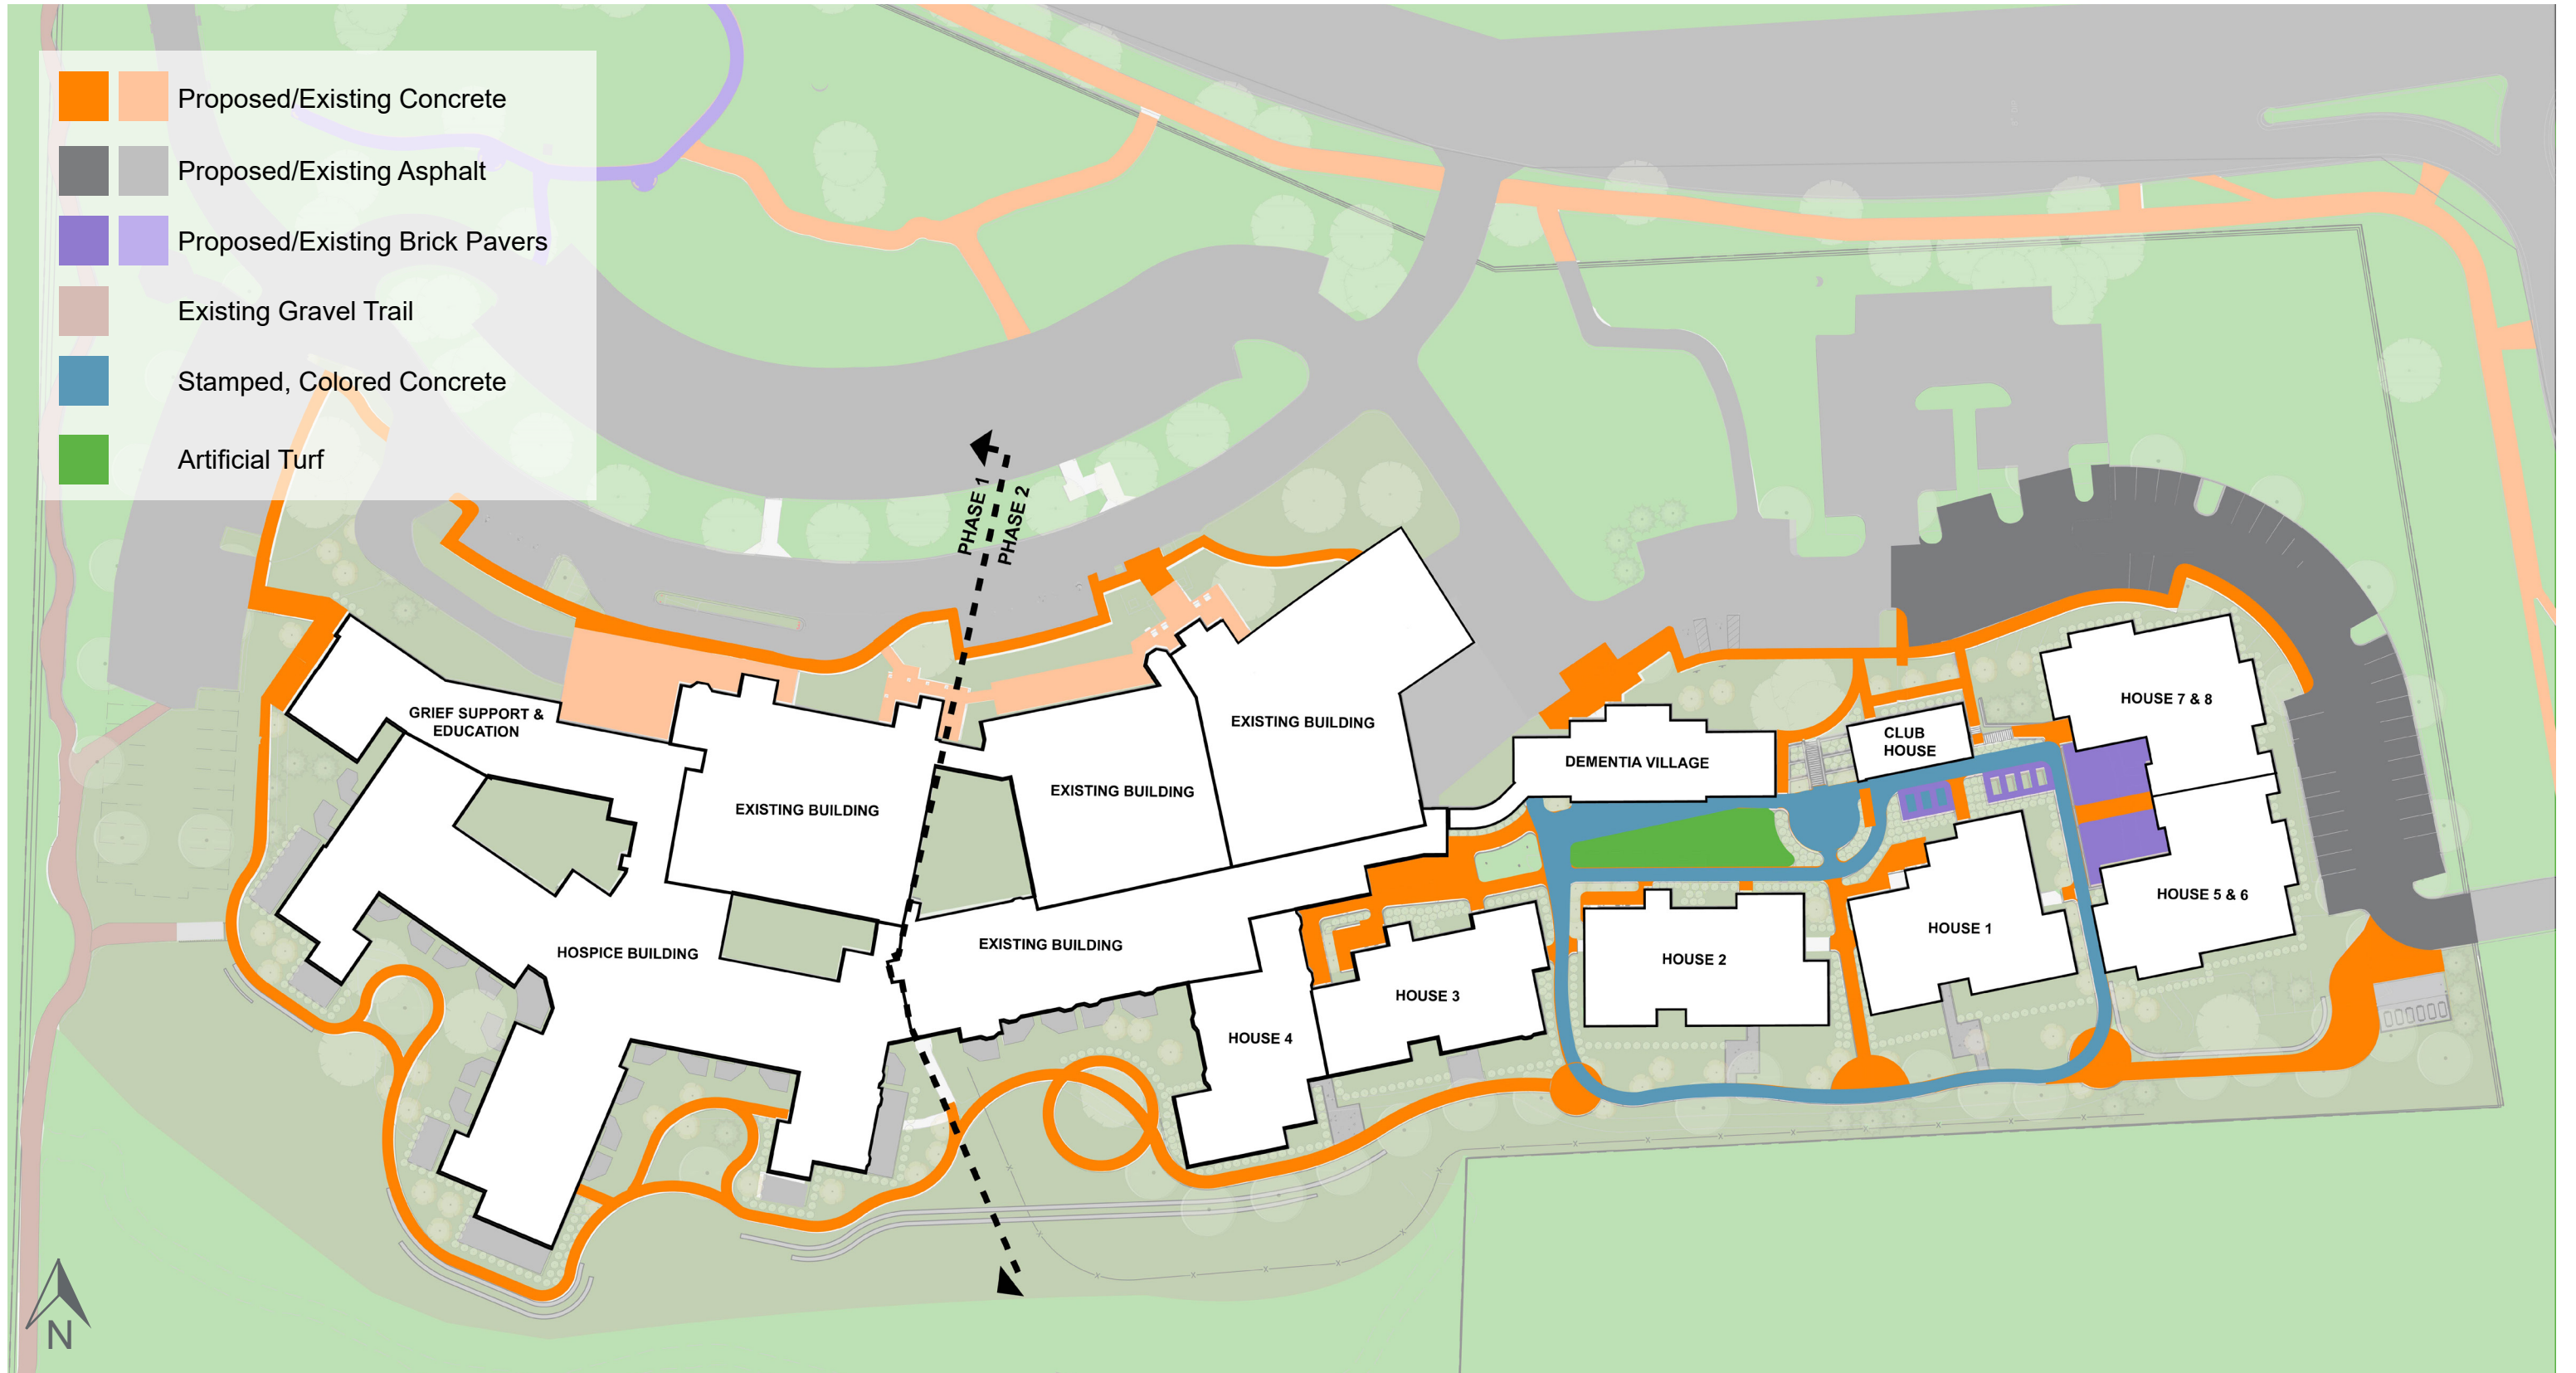 Proposed/Existing Concrete
Proposed/Existing Asphalt
Proposed/Existing Brick Pavers
Existing Gravel Trail
Stamped, Colored Concrete
Artificial Turf
PHASE 1
PHASE 2
GRIEF SUPPORT &
EDUCATION
EXISTING BUILDING
EXISTING BUILDING
EXISTING BUILDING
EXISTING BUILDING
HOSPICE BUILDING
DEMENTIA VILLAGE
CLUB
HOUSE
HOUSE 7 & 8
HOUSE 5 & 6
HOUSE 1
HOUSE 2
HOUSE 3
HOUSE 4
N